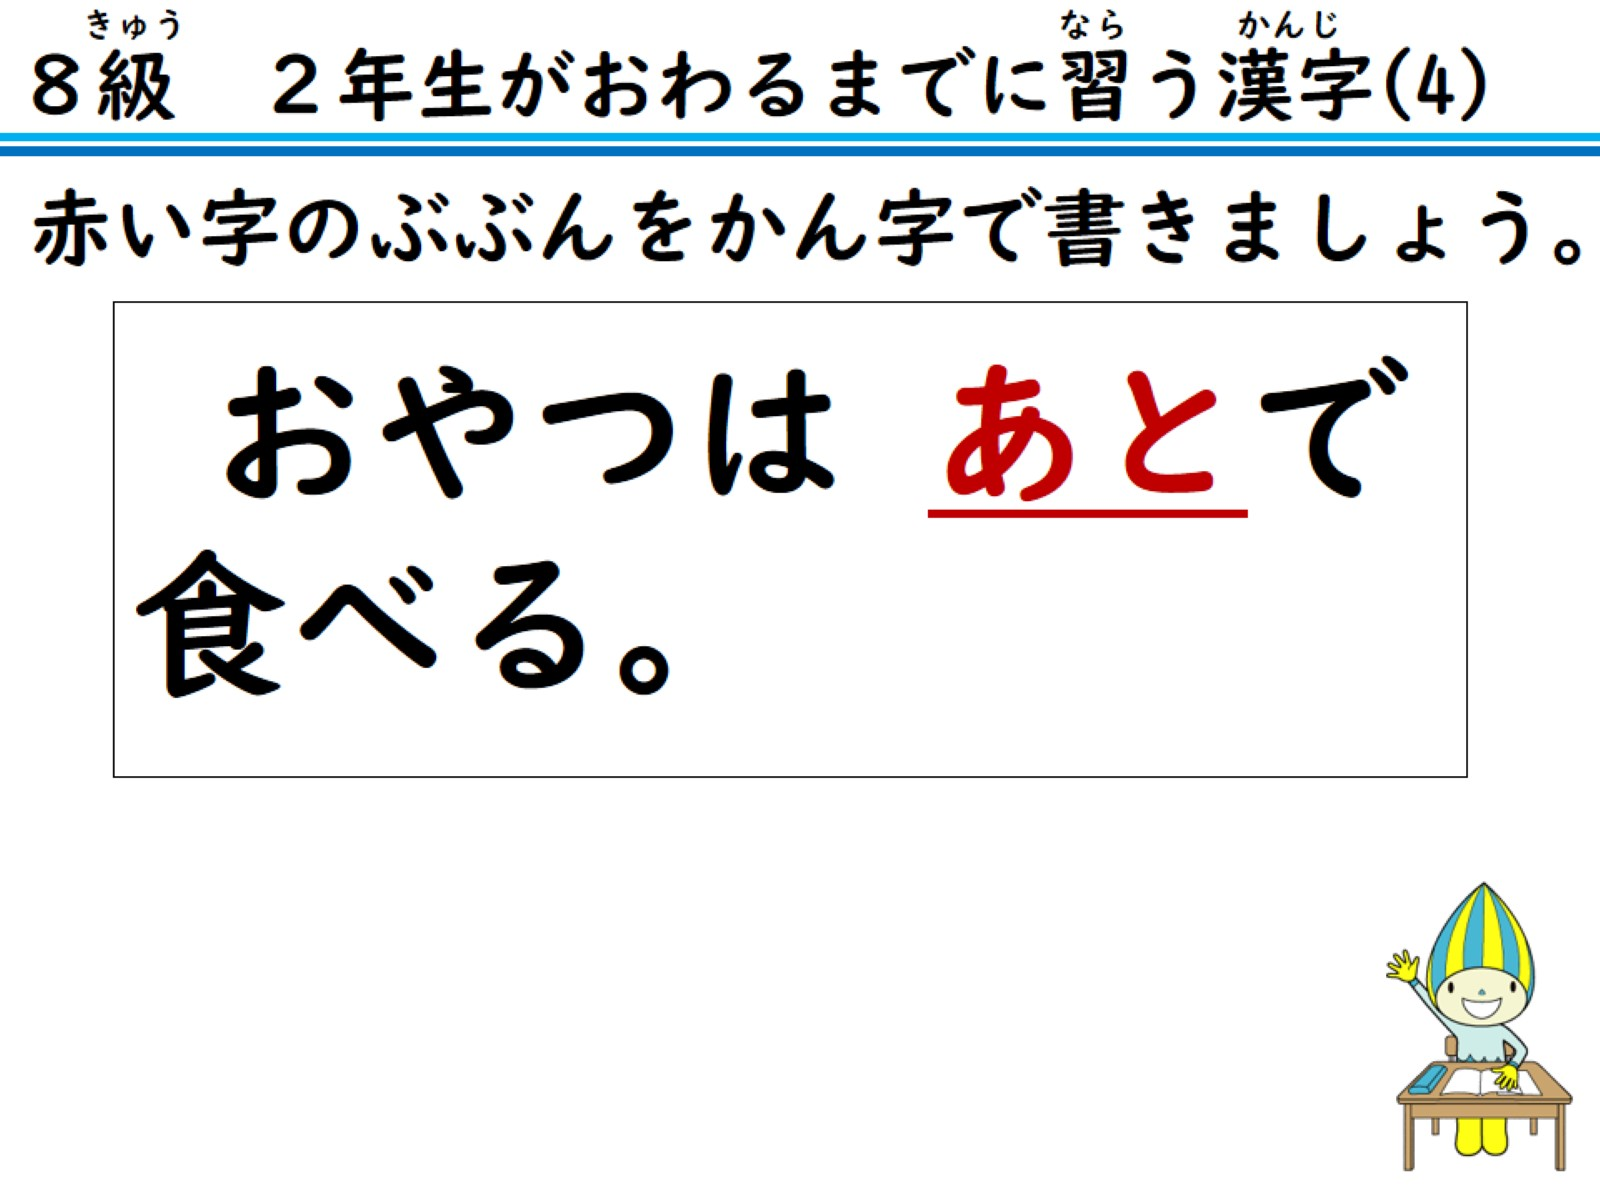 きゅう なら かんじ
8級 2年生がおわるまでに習う漢字(4)
赤い字のぶぶんをかん字で書きましょう。
おやつは あとで
食べる。